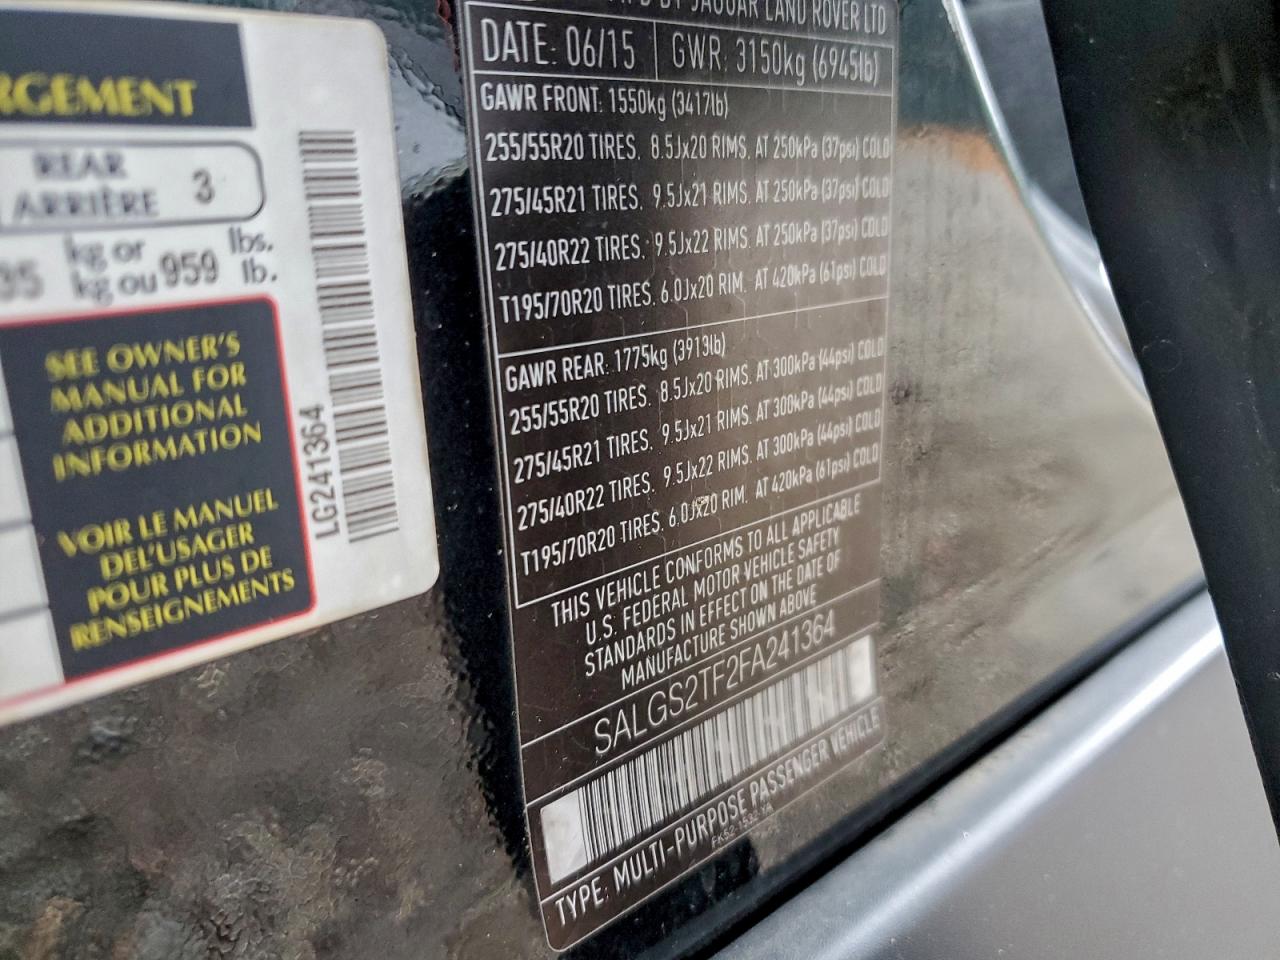 RGEMENT
REAR
ARRIÈRE 3
95 kg or
kg ou 959 lbs.
lb.
SEE OWNER'S
MANUAL FOR
ADDITIONAL
INFORMATION
VOIR LE MANUEL
DEL'USAGER
POUR PLUS DE
RENSEIGNEMENTS
LG241364
BY JAGUAR LAND ROVER LTD
DATE: 06/15 GWR: 3150kg (6945lb)
GAWR FRONT: 1550kg (3417lb)
255/55R20 TIRES. 8.5Jx20 RIMS. AT 250kPa (37psi) COLD
275/45R21 TIRES. 9.5Jx21 RIMS. AT 250kPa (37psi) COLD
275/40R22 TIRES. 9.5Jx22 RIMS. AT 250kPa (37psi) COLD
T195/70R20 TIRES. 6.0Jx20 RIM. AT 420kPa (61psi) COLD
GAWR REAR: 1775kg (3913lb)
255/55R20 TIRES. 8.5Jx20 RIMS. AT 300kPa (44psi) COLD
275/45R21 TIRES. 9.5Jx21 RIMS. AT 300kPa (44psi) COLD
275/40R22 TIRES. 9.5Jx22 RIMS. AT 300kPa (44psi) COLD
T195/70R20 TIRES. 6.0Jx20 RIM. AT 420kPa (61psi) COLD
THIS VEHICLE CONFORMS TO ALL APPLICABLE
U.S. FEDERAL MOTOR VEHICLE SAFETY
STANDARDS IN EFFECT ON THE DATE OF
MANUFACTURE SHOWN ABOVE
SALGS2TF2FA241364
TYPE: MULTI-PURPOSE PASSENGER VEHICLE